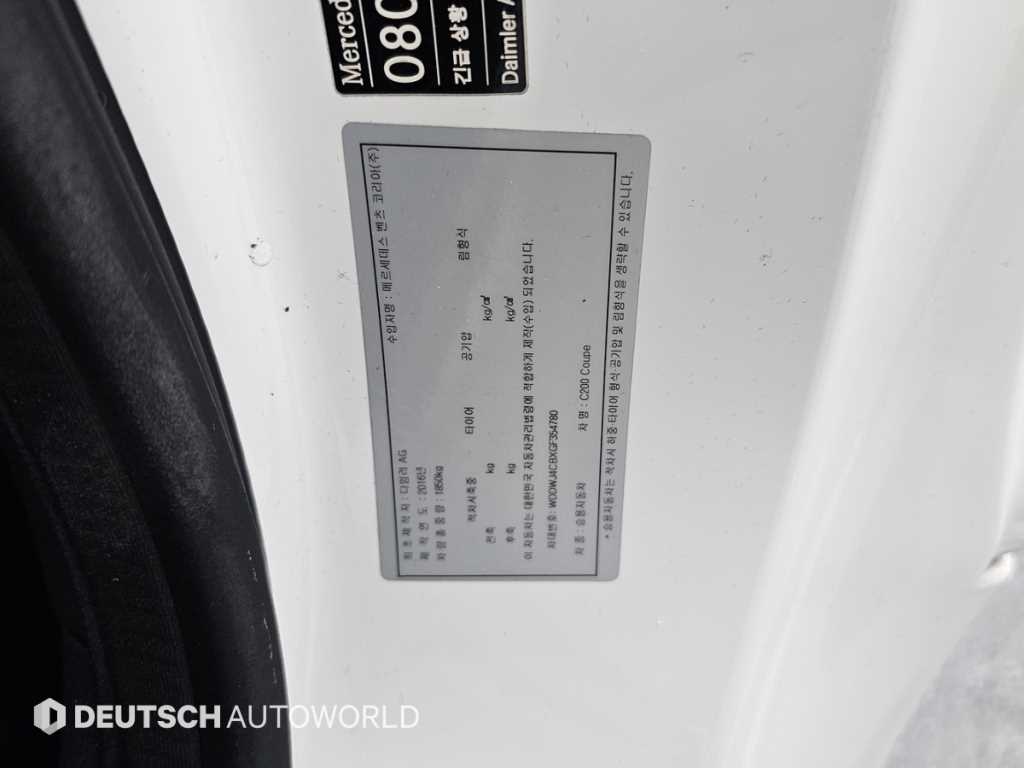 Merced
080
긴급 상황
Daimler A
수입자명 : 메르세데스 벤츠 코리아(주)
최 초 제 작 자 : 다임러 AG
제 작 연 도 : 2016년
차 량 총 중 량 : 1850kg
적차시축중 타이어 공기압 림형식
전축 kg kg/㎠
후축 kg kg/㎠
이 자동차는 대한민국 자동차관리법령에 적합하게 제작(수입) 되었습니다.
차대번호: WDDWJ4CBXGF354780
차 종 : 승용자동차 차 명 : C200 Coupe
* 승용자동차는 적차시 하중·타이어 형식·공기압 및 림형식을 생략할 수 있습니다.
DEUTSCH AUTOWORLD